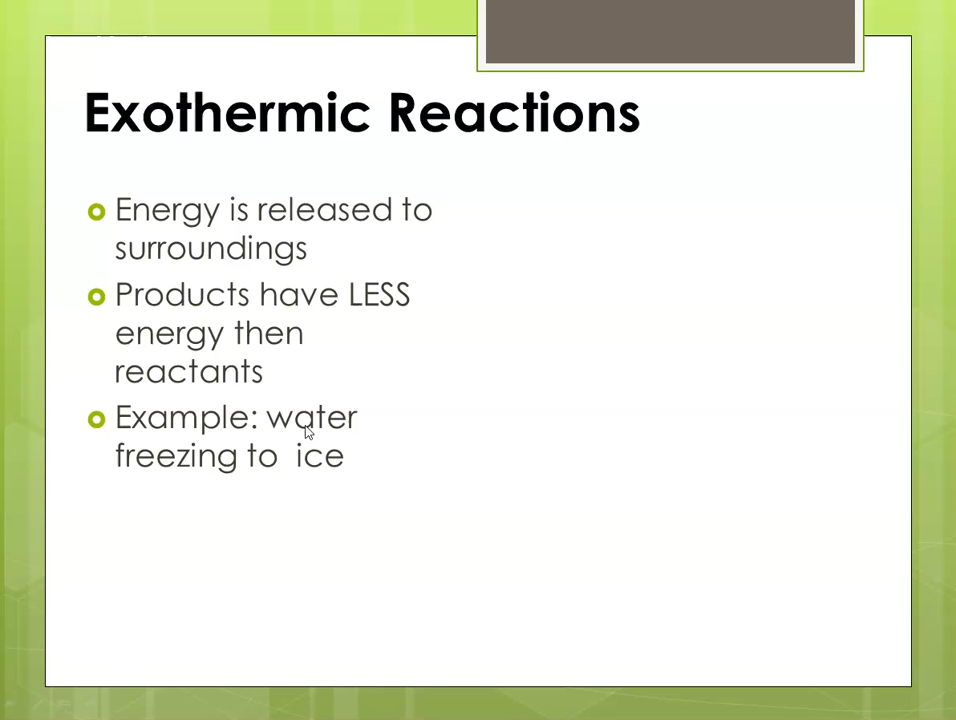 Exothermic Reactions
Energy is released to
surroundings
Products have LESS
energy then
reactants
Example: water
freezing to  ice